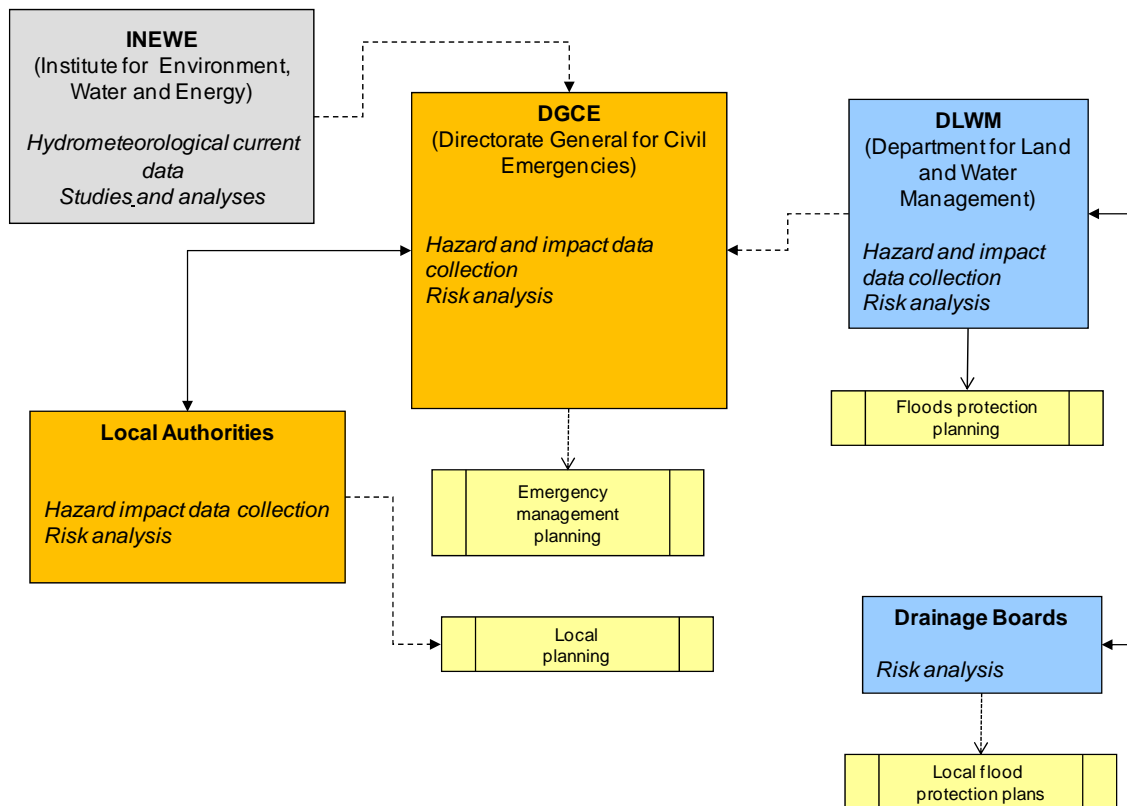 INEWE
(Institute for Environment,
Water and Energy)
Hydrometeorological current
data
Studies and analyses
DGCE
(Directorate General for Civil
Emergencies)
Hazard and impact data
collection
Risk analysis
DLWM
(Department for Land
and Water
Management)
Hazard and impact
data collection
Risk analysis
Floods protection
planning
Local Authorities
Hazard impact data collection
Risk analysis
Emergency
management
planning
Local
planning
Drainage Boards
Risk analysis
Local flood
protection plans